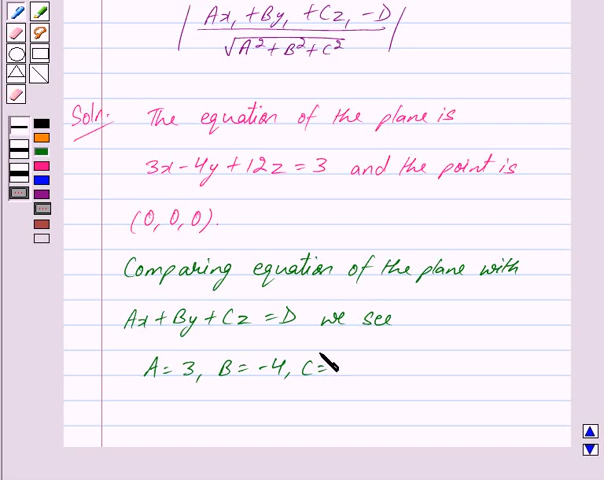 | Ax₁ + By₁ + Cz₁ - D / √A² + B² + C² |
Soln: The equation of the plane is
3x - 4y + 12z = 3 and the point is
(0, 0, 0).
Comparing equation of the plane with
Ax + By + Cz = D we see
A = 3, B = -4, C =